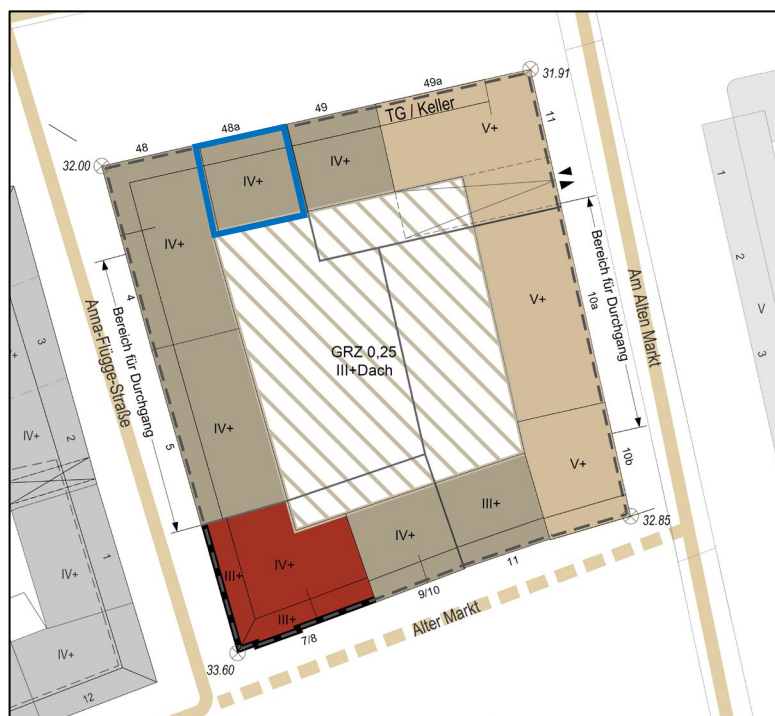 31.91
49a
49
48a
48
TG / Keller
V+
11
32.00
IV+
IV+
IV+
1
2
V
3
Bereich für Durchgang
4
5
Anna-Flügge-Straße
3
2
1
V+
IV+
IV+
Bereich für Durchgang
10a
Am Alten Markt
V+
GRZ 0,25
III+Dach
IV+
V+
10b
32.85
III+
IV+
11
9/10
III+
IV+
III+
7/8
Alter Markt
33.60
IV+
IV+
12